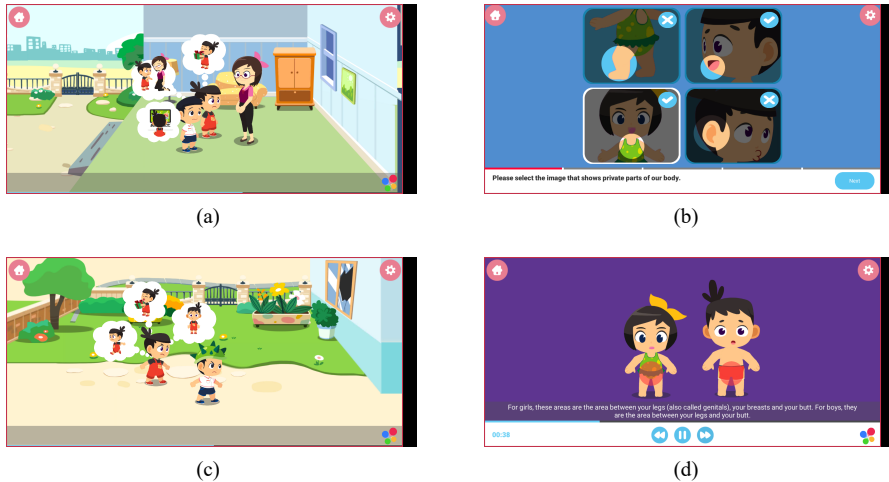 (a)
Please select the image that shows private parts of our body.
Next
(b)
(c)
For girls, these areas are the area between your legs (also called genitals), your breasts and your butt. For boys, they
are the area between your legs and your butt.
00:38
(d)